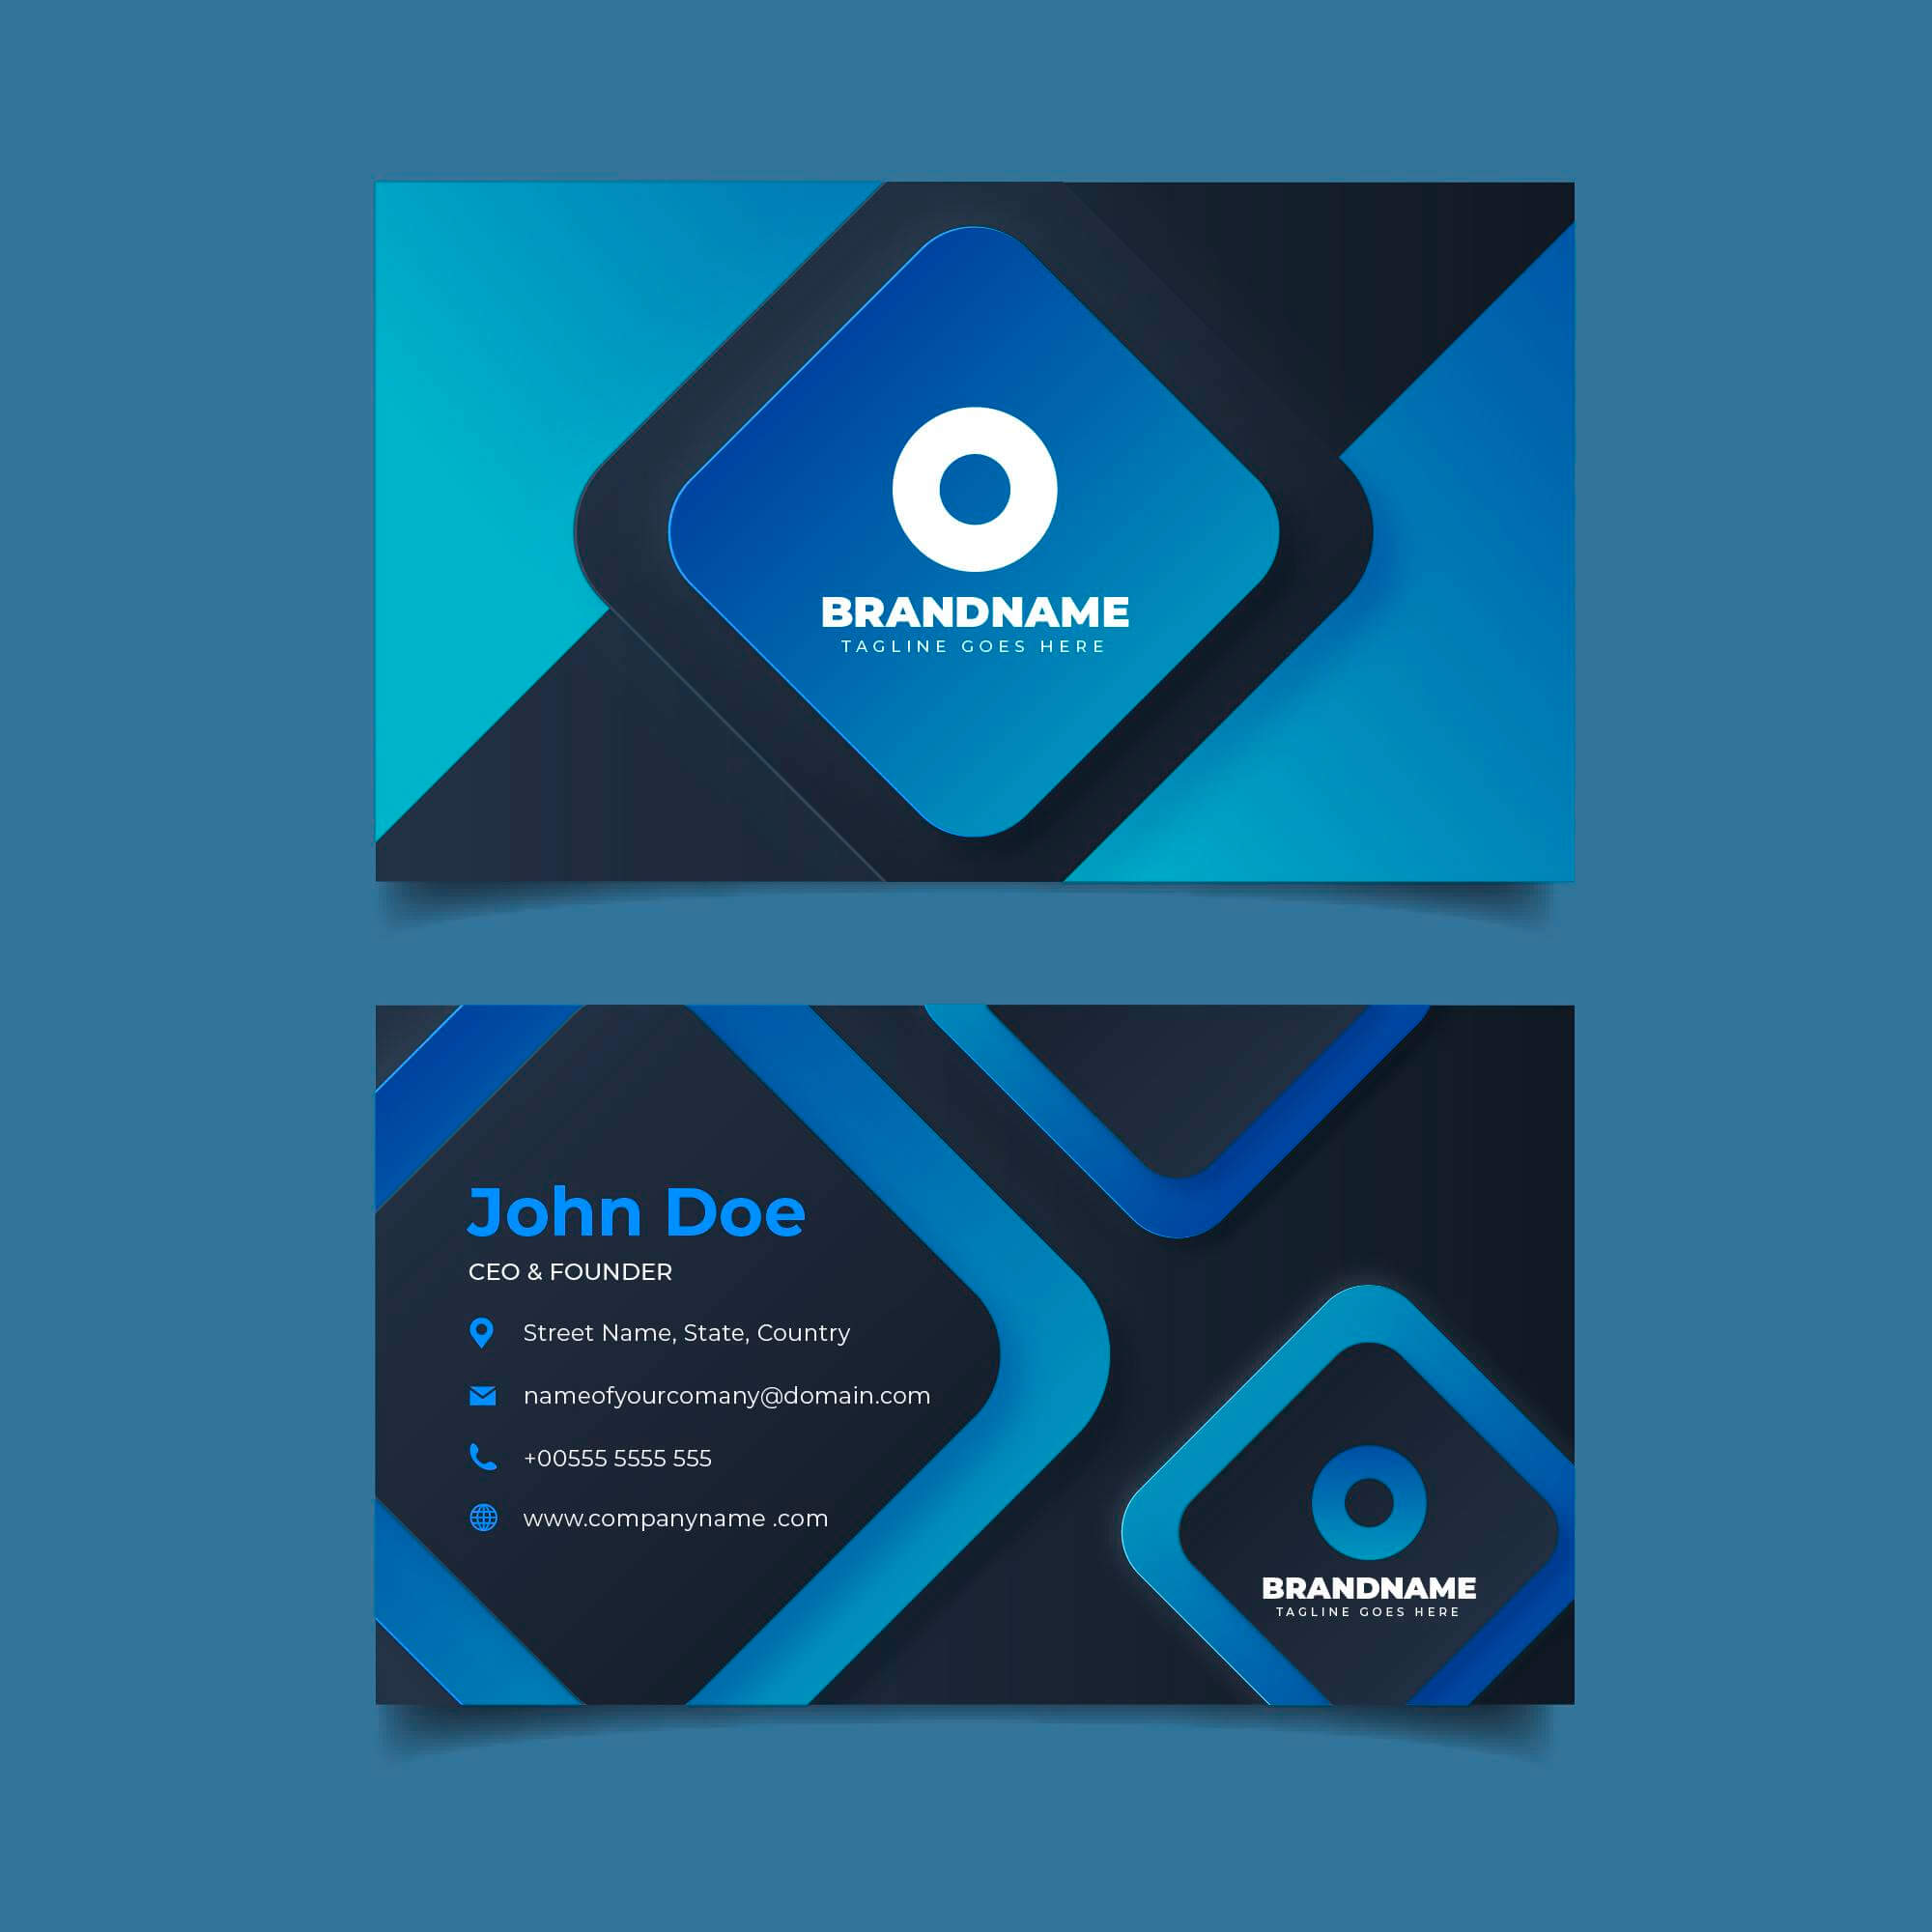 BRANDNAME
TAGLINE GOES HERE
John Doe
CEO & FOUNDER
Street Name, State, Country
nameofyourcomany@domain.com
+00555 5555 555
www.companyname .com
BRANDNAME
TAGLINE GOES HERE